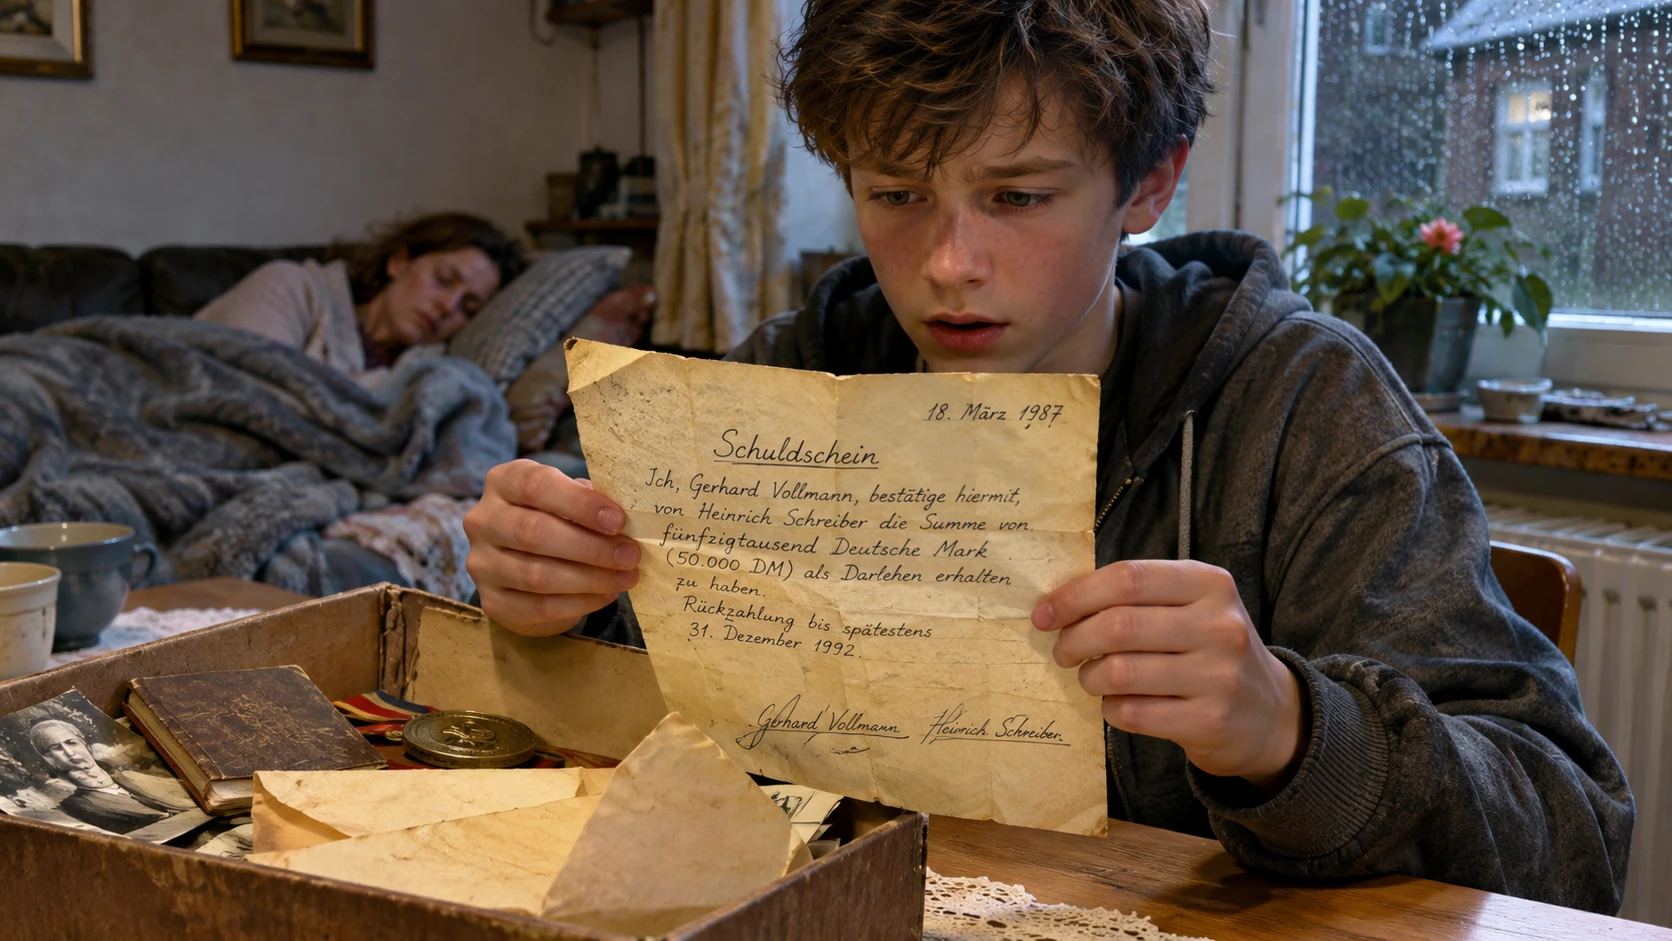 18. März 1987
Schuldschein
Ich, Gerhard Vollmann, bestätige hiermit,
von Heinrich Schreiber die Summe von
fünfzigtausend Deutsche Mark
(50.000 DM) als Darlehen erhalten
zu haben.
Rückzahlung bis spätestens
31. Dezember 1992.
Gerhard Vollmann Heinrich Schreiber